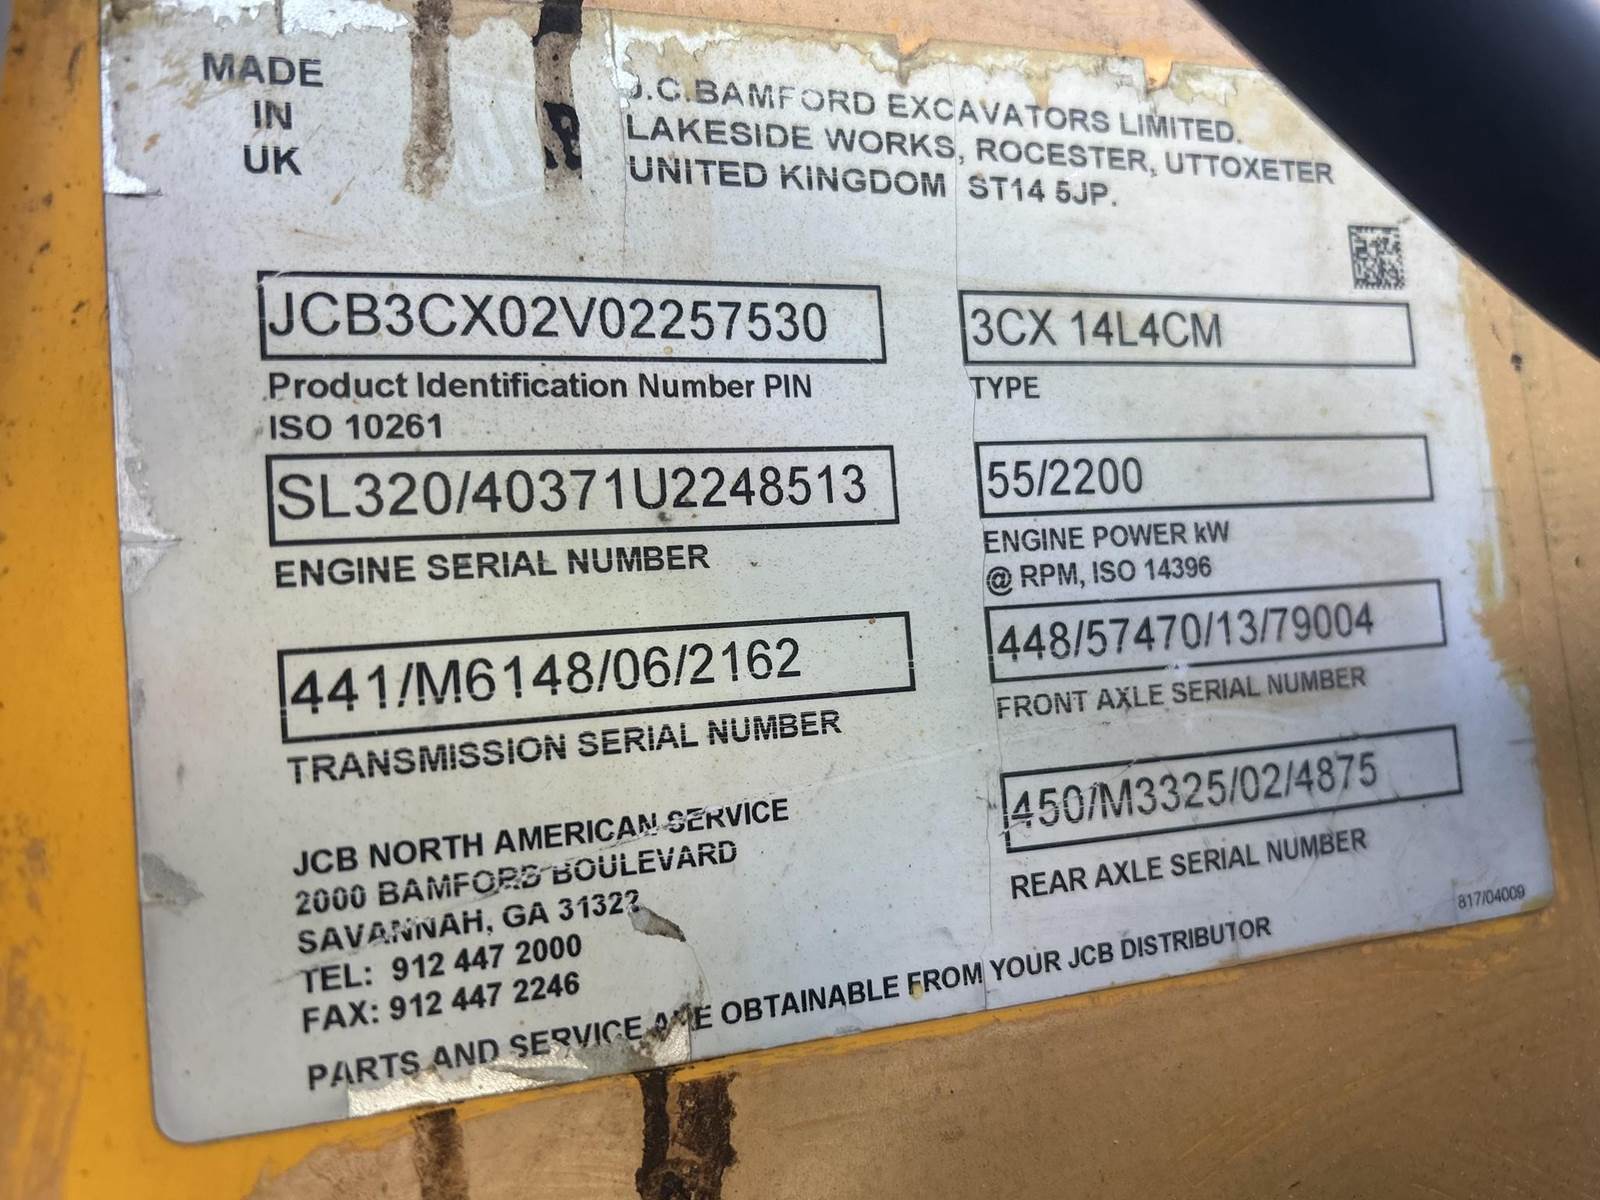 MADE
IN
UK
J.C.BAMFORD EXCAVATORS LIMITED.
LAKESIDE WORKS, ROCESTER, UTTOXETER
UNITED KINGDOM ST14 5JP.
JCB3CX02V02257530
Product Identification Number PIN
ISO 10261
3CX 14L4CM
TYPE
SL320/40371U2248513
ENGINE SERIAL NUMBER
55/2200
ENGINE POWER kW
@ RPM, ISO 14396
441/M6148/06/2162
TRANSMISSION SERIAL NUMBER
448/57470/13/79004
FRONT AXLE SERIAL NUMBER
450/M3325/02/4875
REAR AXLE SERIAL NUMBER
JCB NORTH AMERICAN SERVICE
2000 BAMFORD BOULEVARD
SAVANNAH, GA 31322
TEL: 912 447 2000
FAX: 912 447 2246
817/04009
PARTS AND SERVICE ARE OBTAINABLE FROM YOUR JCB DISTRIBUTOR